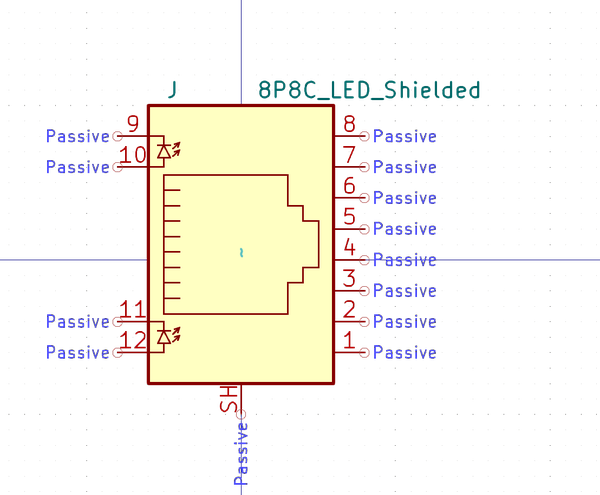 J 8P8C_LED_Shielded
Passive 9 8 Passive
Passive 10 7 Passive
6 Passive
5 Passive
~ 4 Passive
3 Passive
Passive 11 2 Passive
Passive 12 1 Passive
SH
Passive